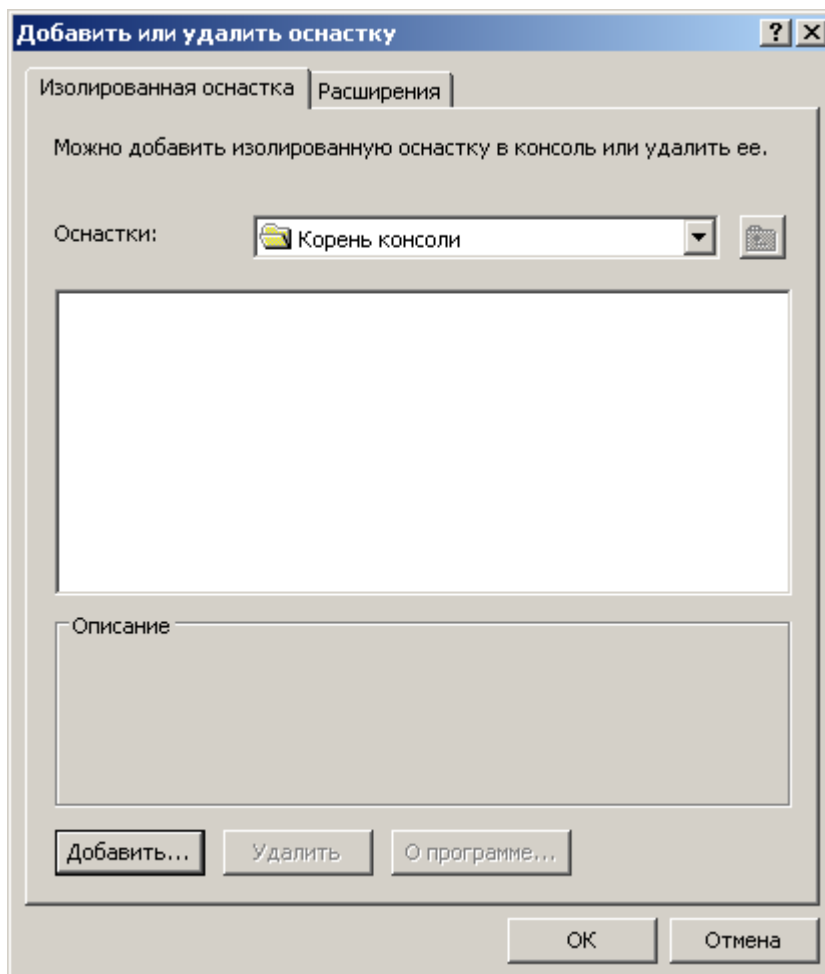 Добавить или удалить оснастку
Изолированная оснастка
Расширения
Можно добавить изолированную оснастку в консоль или удалить ее.
Оснастки:
Корень консоли
Описание
Добавить...
Удалить
О программе...
ОК
Отмена